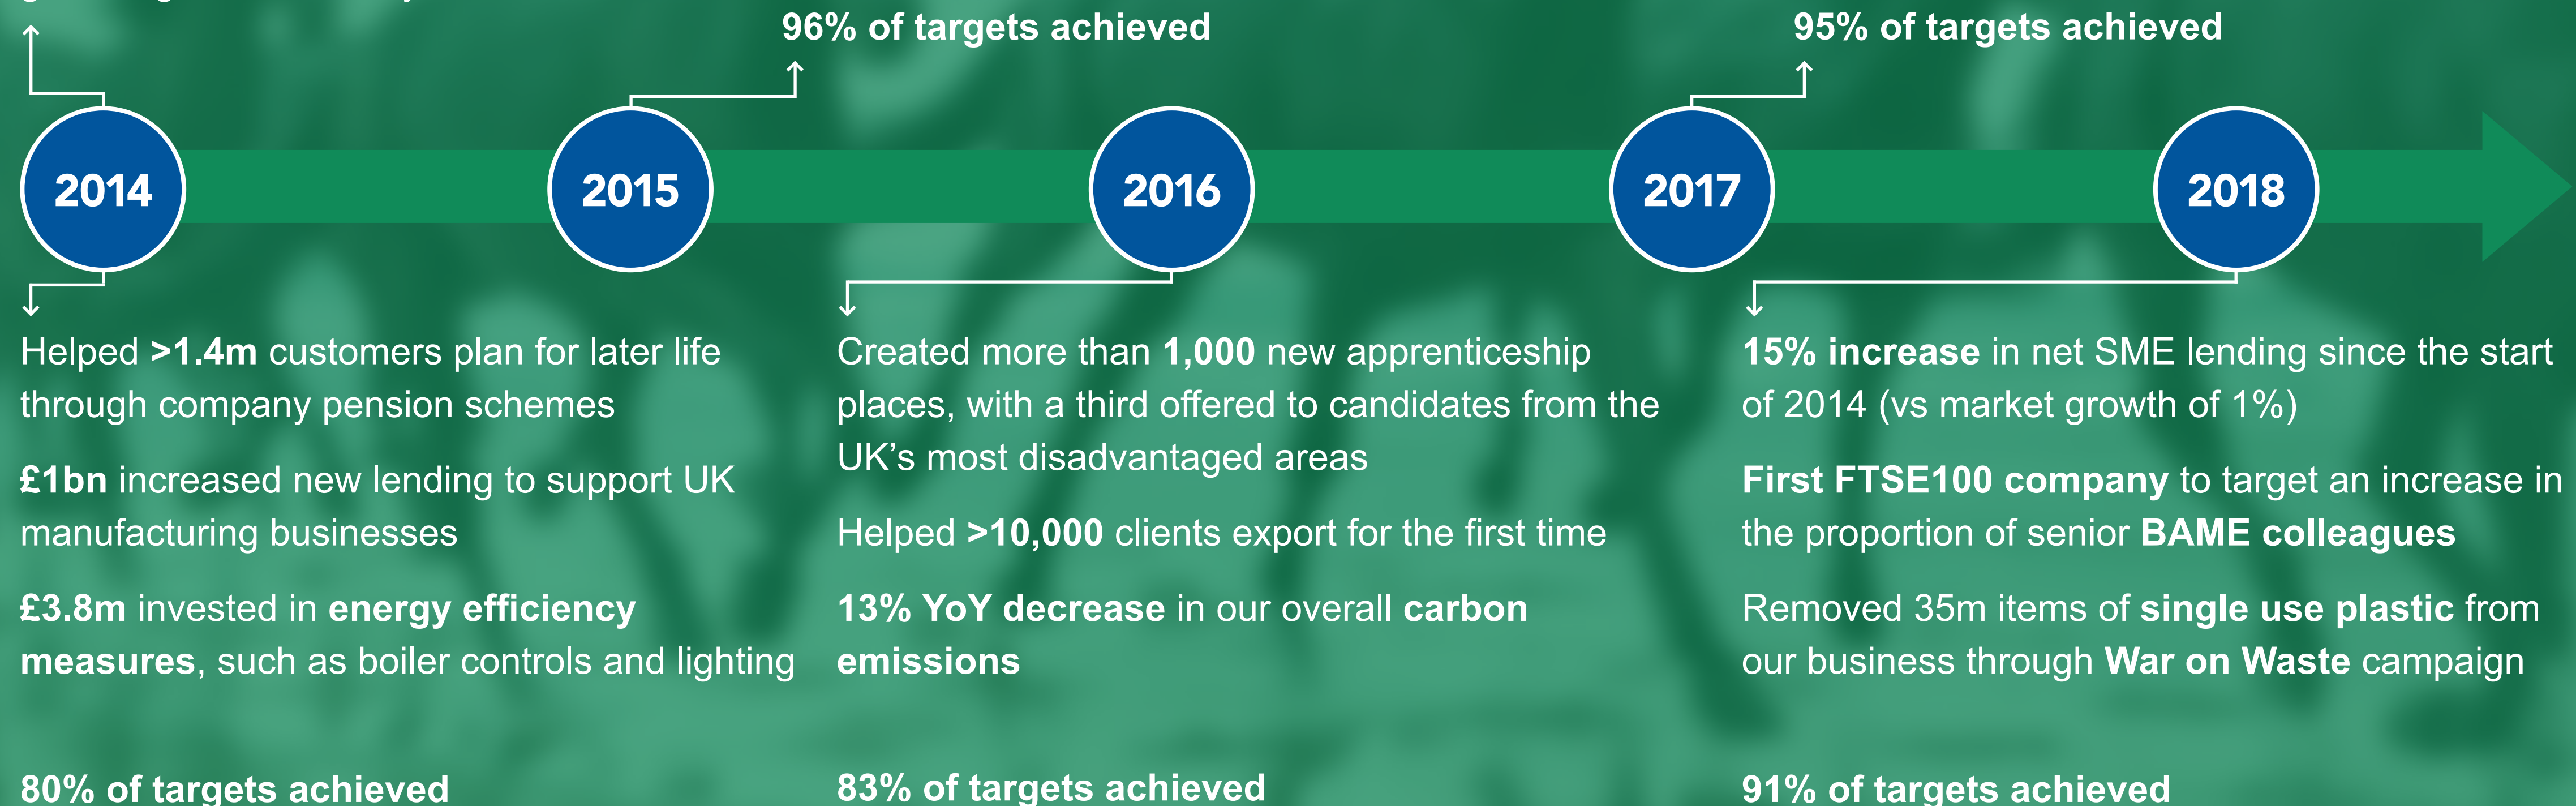 96% of targets achieved
95% of targets achieved
2014
2015
2016
2017
2018
Helped >1.4m customers plan for later life
through company pension schemes
£1bn increased new lending to support UK
manufacturing businesses
£3.8m invested in energy efficiency
measures, such as boiler controls and lighting
80% of targets achieved
Created more than 1,000 new apprenticeship
places, with a third offered to candidates from the
UK’s most disadvantaged areas
Helped >10,000 clients export for the first time
13% YoY decrease in our overall carbon
emissions
83% of targets achieved
15% increase in net SME lending since the start
of 2014 (vs market growth of 1%)
First FTSE100 company to target an increase in
the proportion of senior BAME colleagues
Removed 35m items of single use plastic from
our business through War on Waste campaign
91% of targets achieved